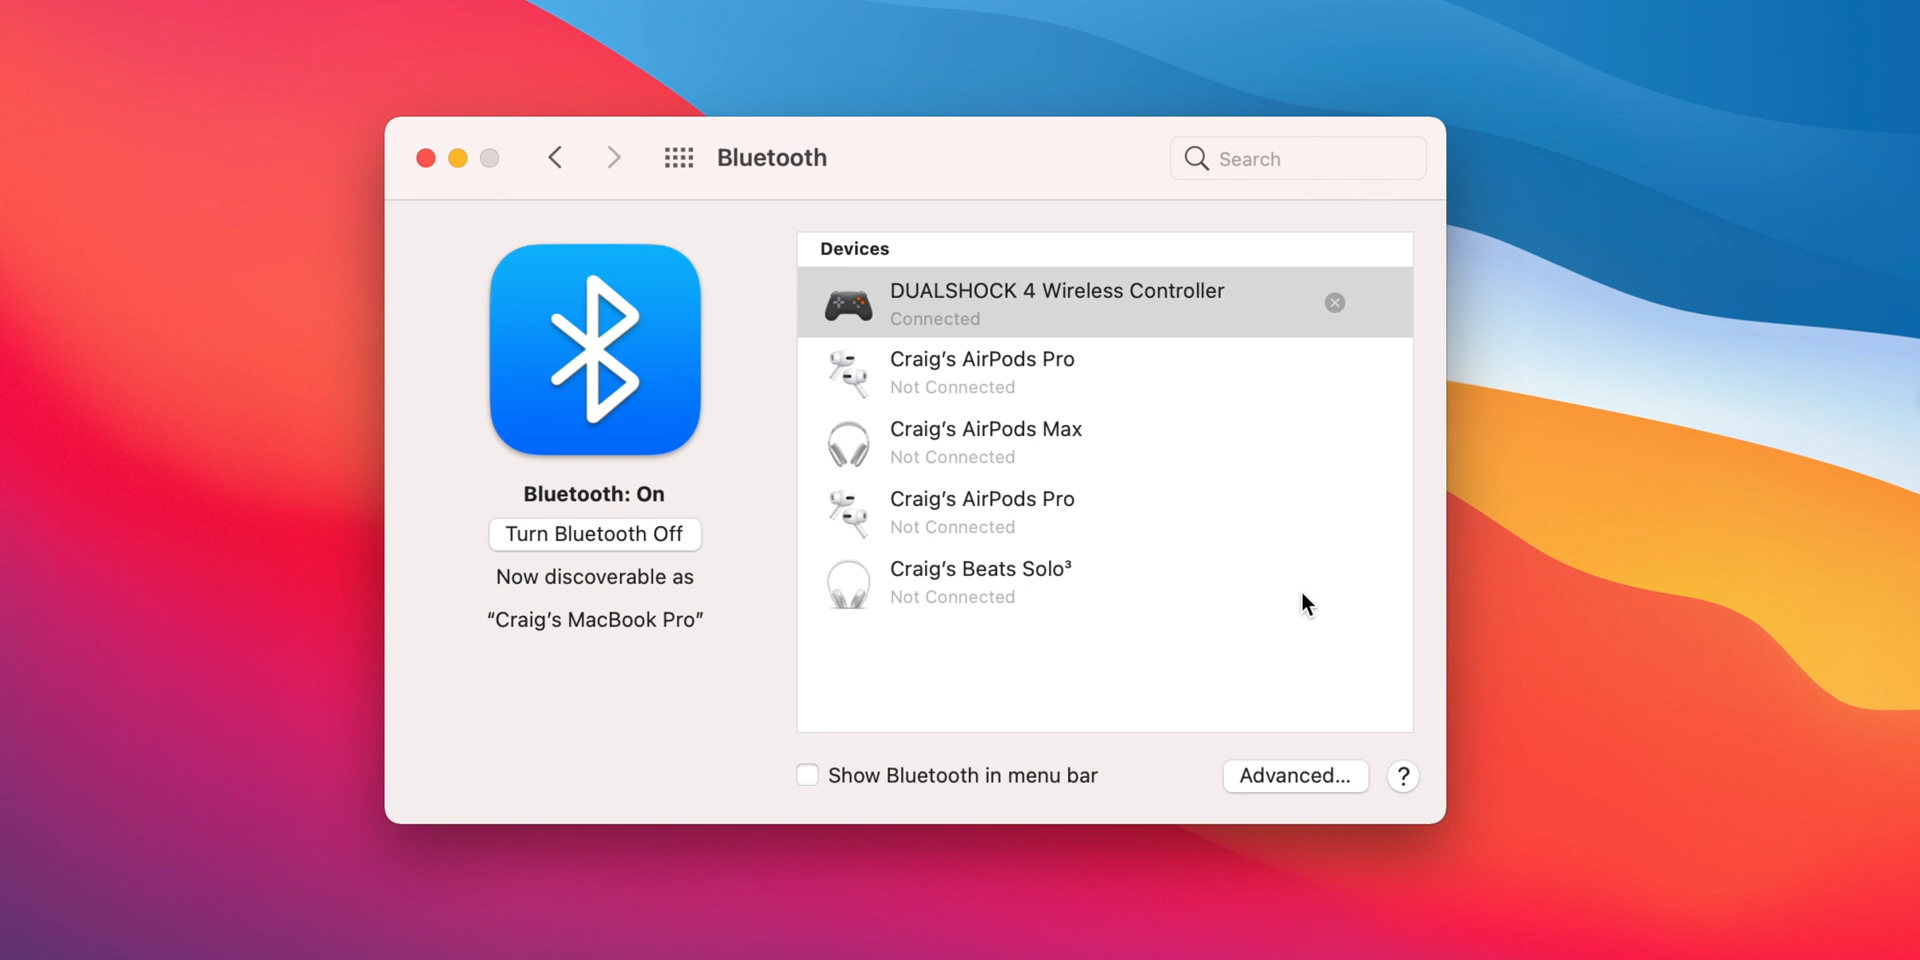 Bluetooth
Search
Devices
DUALSHOCK 4 Wireless Controller
Connected
Craig’s AirPods Pro
Not Connected
Craig’s AirPods Max
Not Connected
Craig’s AirPods Pro
Not Connected
Craig’s Beats Solo³
Not Connected
Bluetooth: On
Turn Bluetooth Off
Now discoverable as
“Craig’s MacBook Pro”
Show Bluetooth in menu bar
Advanced...
?